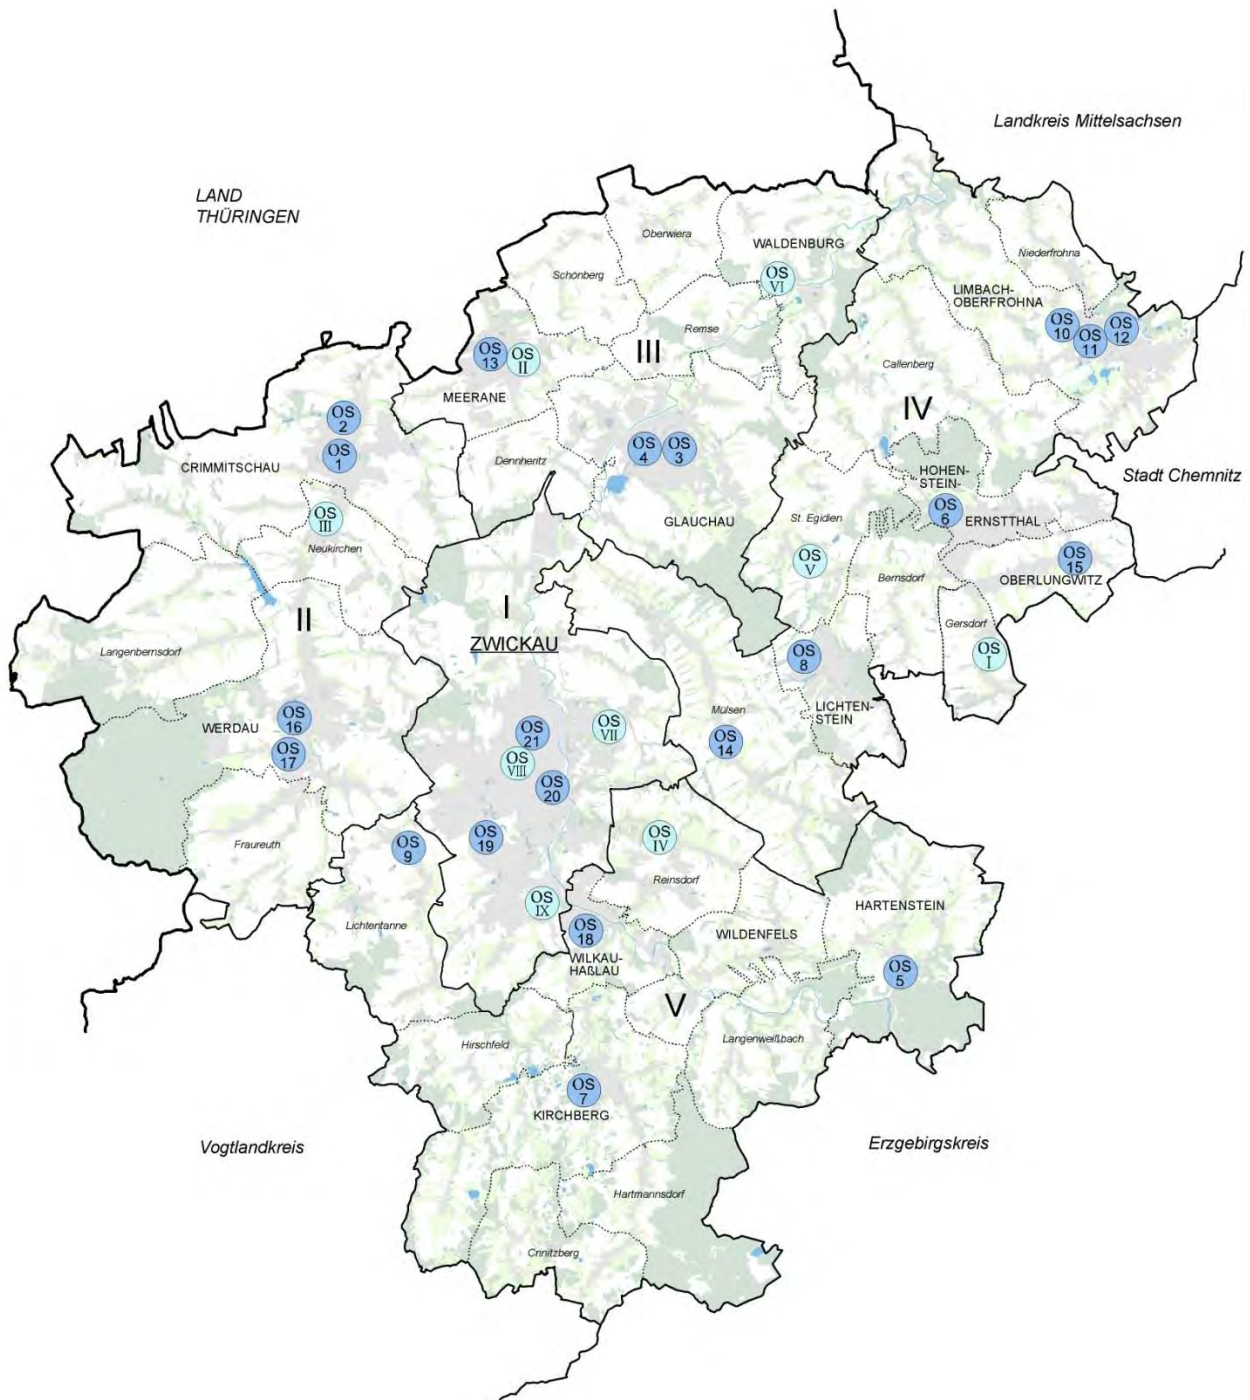 Landkreis Mittelsachsen
LAND
THÜRINGEN
Oberwiera
WALDENBURG
Niederfrohna
Schönberg
OS
VI
LIMBACH-
OBERFROHNA
Remse
OS
10
OS
11
OS
12
OS
13
OS
II
III
Callenberg
MEERANE
IV
OS
2
OS
1
OS
4
OS
3
Dennheritz
CRIMMITSCHAU
HOHEN-
STEIN-
ERNSTTHAL
Stadt Chemnitz
OS
III
OS
6
GLAUCHAU
St. Egidien
Neukirchen
OS
V
OS
15
Bernsdorf
OBERLUNGWITZ
I
ZWICKAU
II
Gersdorf
Langenbernsdorf
OS
8
OS
I
OS
16
OS
17
WERDAU
OS
21
OS
VII
Mülsen
OS
14
LICHTEN-
STEIN
OS
VIII
OS
20
OS
9
OS
19
OS
IV
Fraureuth
Reinsdorf
HARTENSTEIN
OS
IX
Lichtentanne
OS
18
WILKAU-
HAßLAU
WILDENFELS
OS
5
V
Hirschfeld
Langenweißbach
OS
7
KIRCHBERG
Vogtlandkreis
Erzgebirgskreis
Hartmannsdorf
Crinitzberg